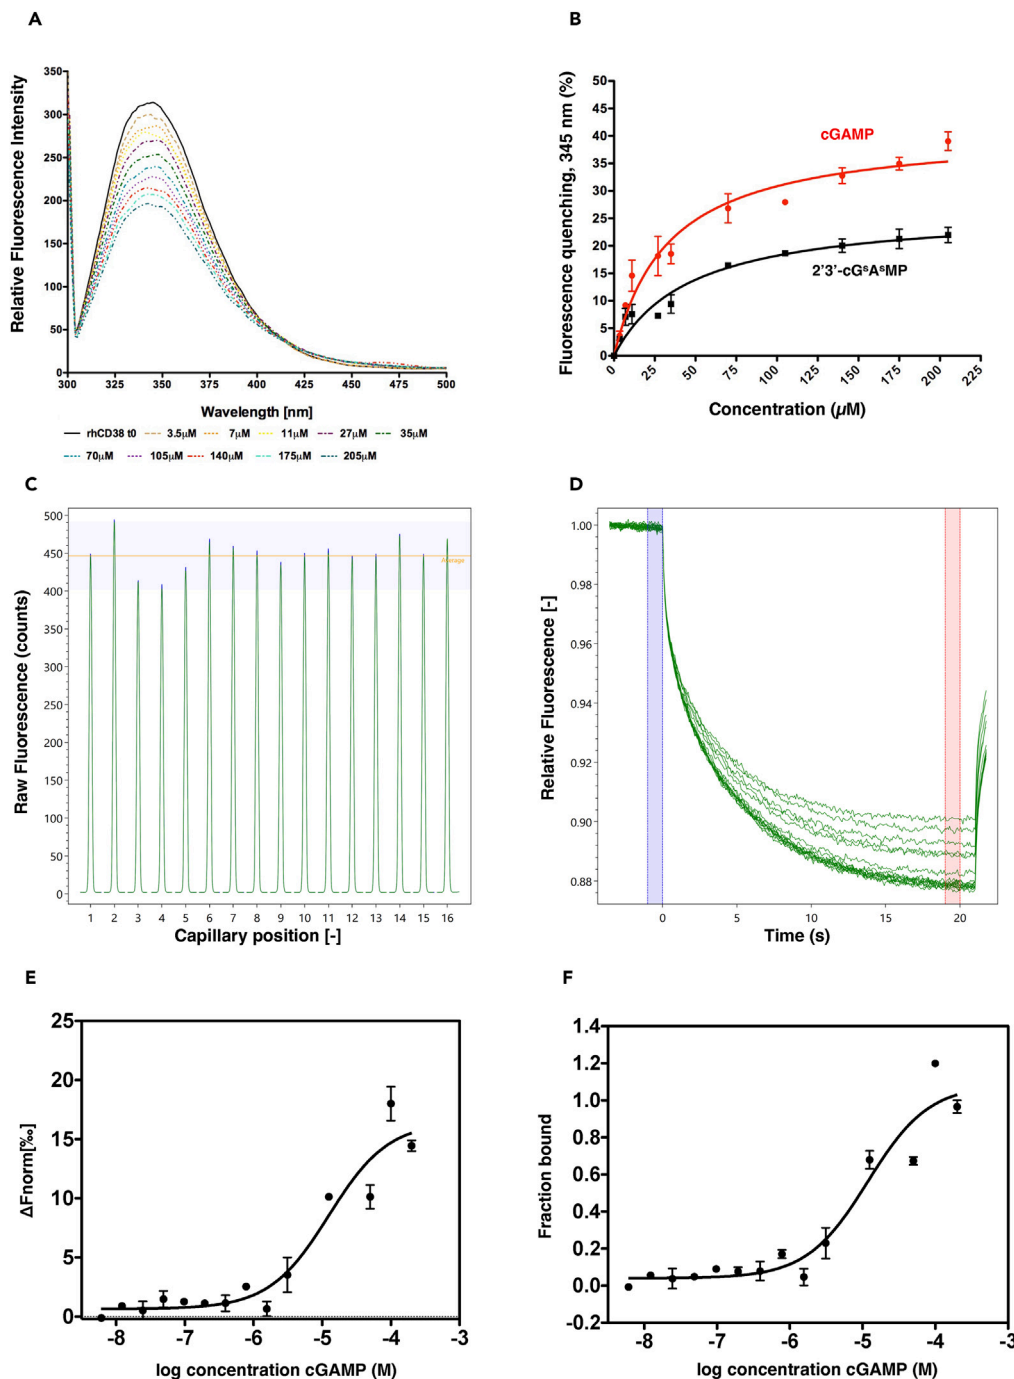 A
Relative Fluorescence Intensity
350
300
250
200
150
100
50
0
300 325 350 375 400 425 450 475 500
Wavelength [nm]
rhCD38 t0 3.5µM 7µM 11µM 27µM 35µM
70µM 105µM 140µM 175µM 205µM
B
Fluorescence quenching, 345 nm (%)
50
45
40
35
30
25
20
15
10
5
0
cGAMP
2'3'-cGˢAˢMP
0 25 50 75 100 125 150 175 200 225
Concentration (µM)
C
Raw Fluorescence (counts)
500
450
400
350
300
250
200
150
100
50
0
Average
1 2 3 4 5 6 7 8 9 10 11 12 13 14 15 16
Capillary position [-]
D
Relative Fluorescence [-]
1.00
0.98
0.96
0.94
0.92
0.90
0.88
0 5 10 15 20
Time (s)
E
ΔFnorm[‰]
25
20
15
10
5
0
-8 -7 -6 -5 -4 -3
log concentration cGAMP (M)
F
Fraction bound
1.4
1.2
1.0
0.8
0.6
0.4
0.2
0.0
-0.2
-8 -7 -6 -5 -4 -3
log concentration cGAMP (M)